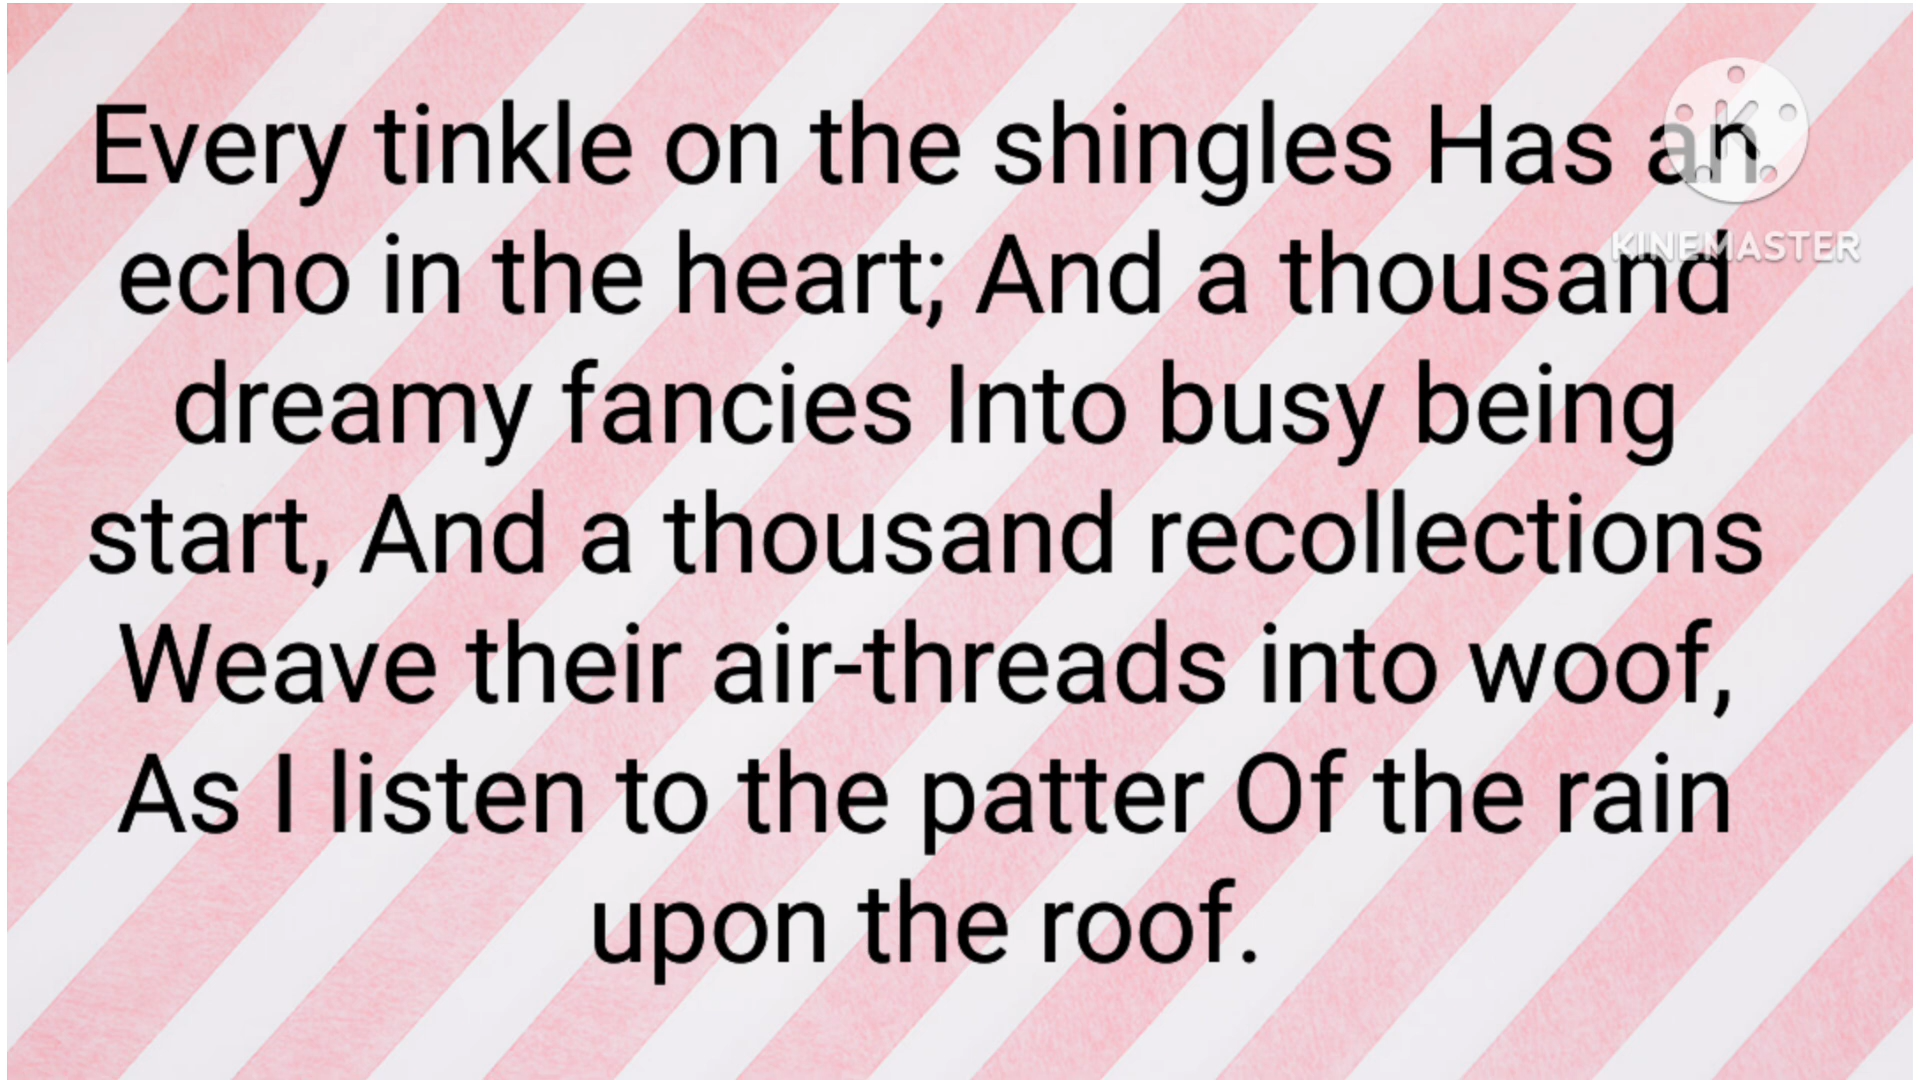 Every tinkle on the shingles Has an
echo in the heart; And a thousand
dreamy fancies Into busy being
start, And a thousand recollections
Weave their air-threads into woof,
As I listen to the patter Of the rain
upon the roof.
K
KINEMASTER